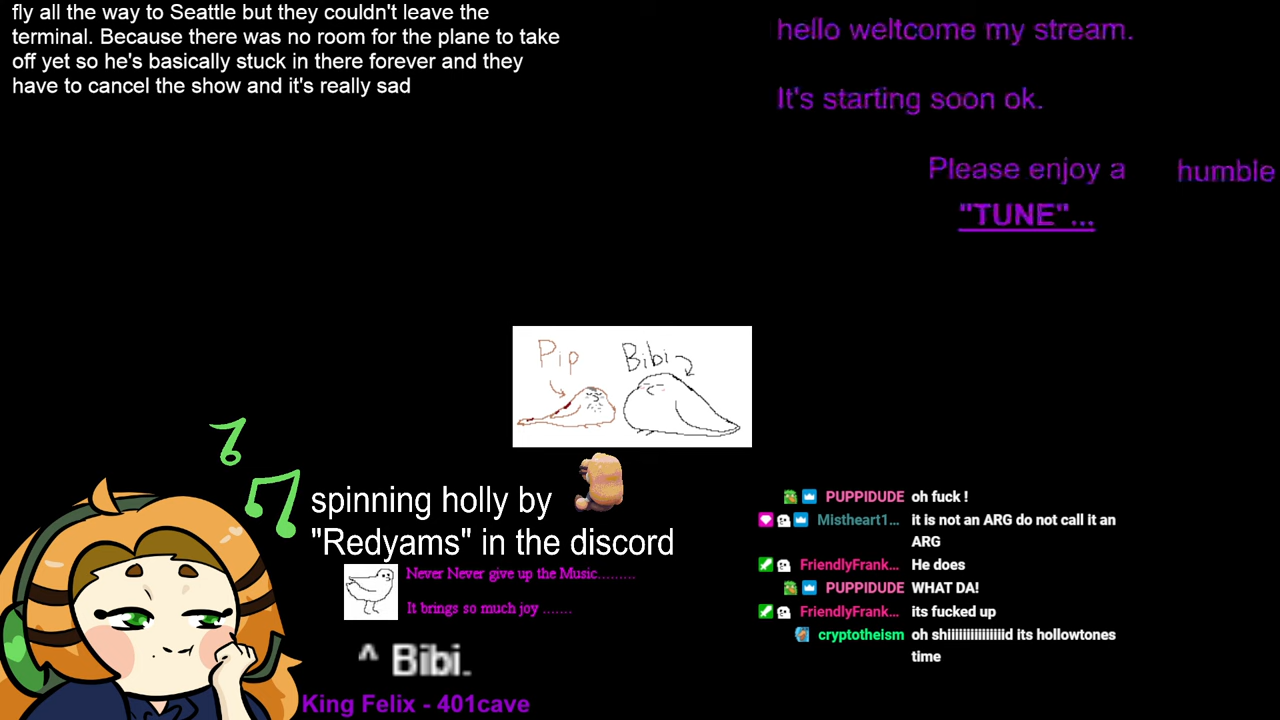 fly all the way to Seattle but they couldn't leave the
terminal. Because there was no room for the plane to take
off yet so he's basically stuck in there forever and they
have to cancel the show and it's really sad
hello weltcome my stream.
It's starting soon ok.
Please enjoy a humble
"TUNE"...
Pip Bibi
spinning holly by
"Redyams" in the discord
Never Never give up the Music.........
It brings so much joy .......
^ Bibi.
King Felix - 401cave
PUPPIDUDE oh fuck !
Mistheart1... it is not an ARG do not call it an
ARG
FriendlyFrank... He does
PUPPIDUDE WHAT DA!
FriendlyFrank... its fucked up
cryptotheism oh shiiiiiiiiiiiiiiid its hollowtones
time